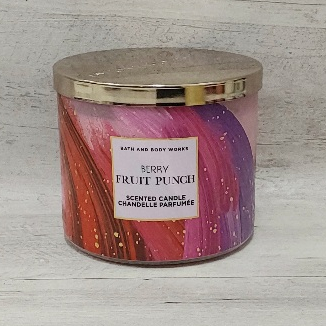 BATH AND BODY WORKS
BERRY
FRUIT PUNCH
SCENTED CANDLE
CHANDELLE PARFUMÉE